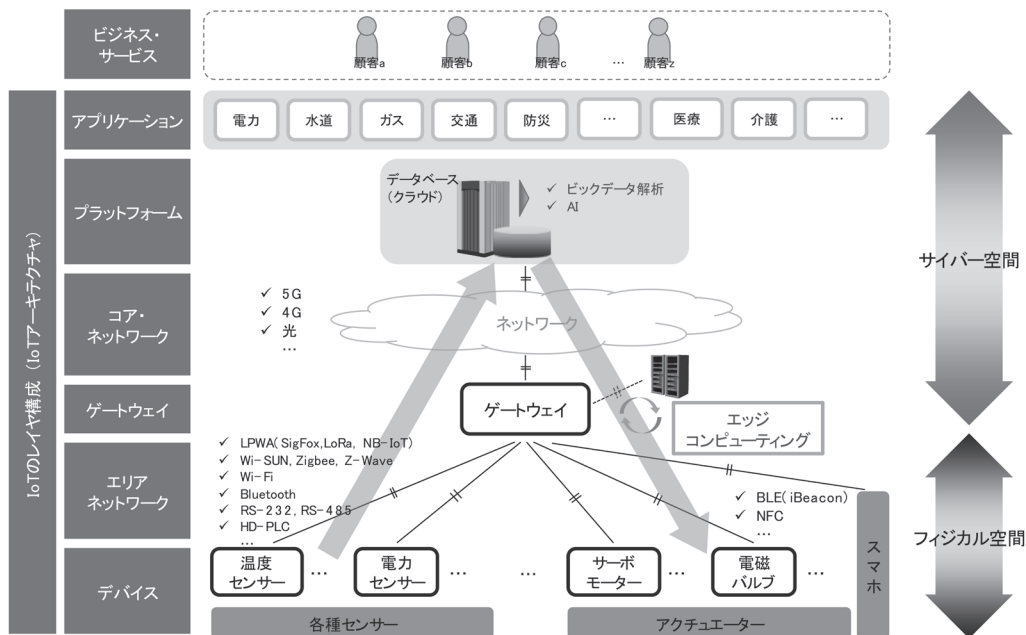 ビジネス・
サービス
顧客a
顧客b
顧客c
…
顧客z
IoTのレイヤ構成（IoTアーキテクチャ）
アプリケーション
電力
水道
ガス
交通
防災
…
医療
介護
…
プラットフォーム
データベース
（クラウド）
✓ ビックデータ解析
✓ AI
サイバー空間
コア・
ネットワーク
✓ 5G
✓ 4G
✓ 光
…
ネットワーク
ゲートウェイ
ゲートウェイ
エッジ
コンピューティング
エリア
ネットワーク
✓ LPWA(SigFox,LoRa, NB-IoT)
✓ Wi-SUN, Zigbee, Z-Wave
✓ Wi-Fi
✓ Bluetooth
✓ RS-232, RS-485
✓ HD-PLC
…
✓ BLE(iBeacon)
✓ NFC
…
フィジカル空間
デバイス
温度
センサー
…
電力
センサー
…
…
サーボ
モーター
…
電磁
バルブ
…
スマホ
各種センサー
アクチュエーター